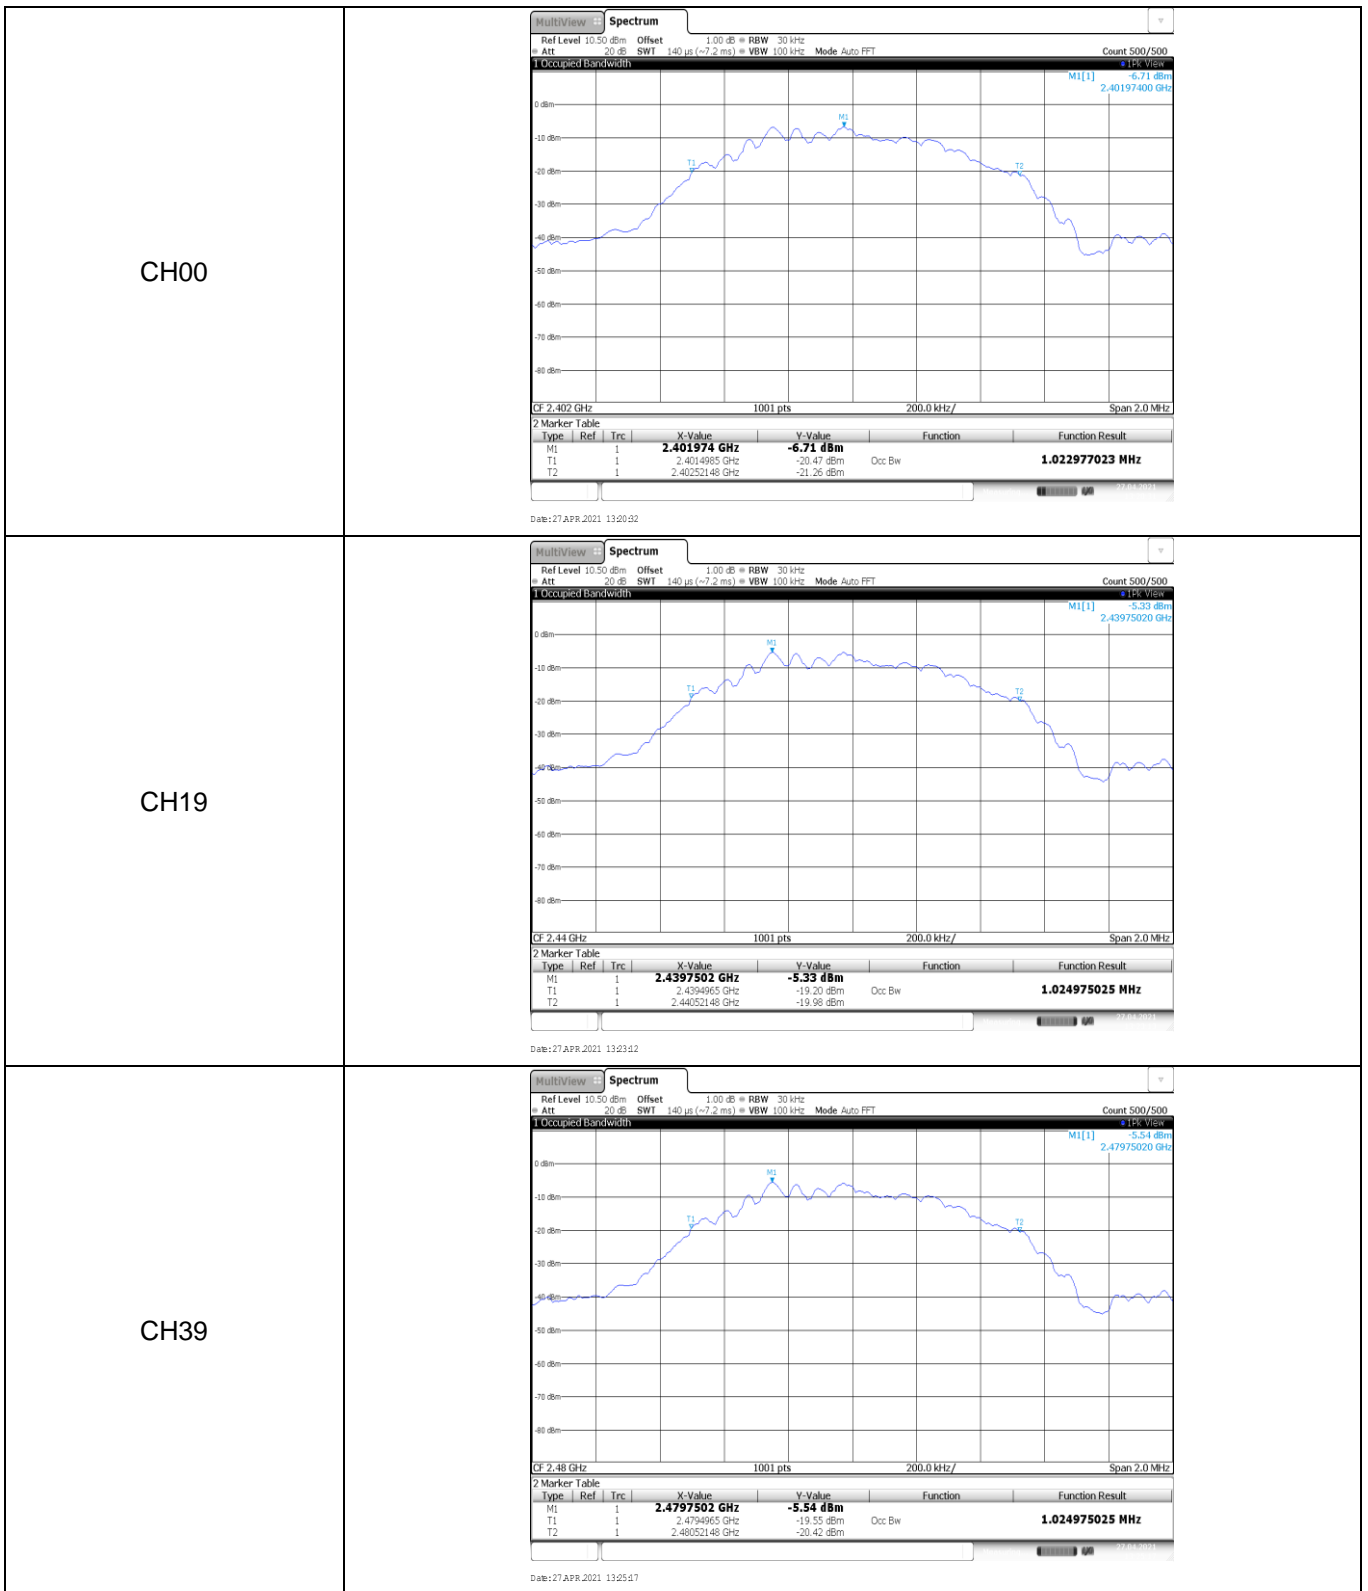 CH00
MultiView Spectrum
Ref Level 10.50 dBm Offset 1.00 dB RBW 30 kHz
Att 20 dB SWT 140 µs (~7.2 ms) VBW 100 kHz Mode Auto FFT Count 500/500
1 Occupied Bandwidth 1Pk View
M1[1] -6.71 dBm
2.40197400 GHz
0 dBm
M1
-10 dBm
T1
T2
-20 dBm
-30 dBm
-40 dBm
-50 dBm
-60 dBm
-70 dBm
-80 dBm
CF 2.402 GHz 1001 pts 200.0 kHz/ Span 2.0 MHz
2 Marker Table
Type Ref Trc X-Value Y-Value Function Function Result
M1 1 2.401974 GHz -6.71 dBm
T1 1 2.4014985 GHz -20.47 dBm Occ Bw 1.022977023 MHz
T2 1 2.40252148 GHz -21.26 dBm
27.04.2021
Date: 27.APR.2021 13:20:32
CH19
MultiView Spectrum
Ref Level 10.50 dBm Offset 1.00 dB RBW 30 kHz
Att 20 dB SWT 140 µs (~7.2 ms) VBW 100 kHz Mode Auto FFT Count 500/500
1 Occupied Bandwidth 1Pk View
M1[1] -5.33 dBm
2.43975020 GHz
0 dBm
M1
-10 dBm
T1
T2
-20 dBm
-30 dBm
-40 dBm
-50 dBm
-60 dBm
-70 dBm
-80 dBm
CF 2.44 GHz 1001 pts 200.0 kHz/ Span 2.0 MHz
2 Marker Table
Type Ref Trc X-Value Y-Value Function Function Result
M1 1 2.4397502 GHz -5.33 dBm
T1 1 2.4394965 GHz -19.20 dBm Occ Bw 1.024975025 MHz
T2 1 2.44052148 GHz -19.98 dBm
27.04.2021
Date: 27.APR.2021 13:23:12
CH39
MultiView Spectrum
Ref Level 10.50 dBm Offset 1.00 dB RBW 30 kHz
Att 20 dB SWT 140 µs (~7.2 ms) VBW 100 kHz Mode Auto FFT Count 500/500
1 Occupied Bandwidth 1Pk View
M1[1] -5.54 dBm
2.47975020 GHz
0 dBm
M1
-10 dBm
T1
T2
-20 dBm
-30 dBm
-40 dBm
-50 dBm
-60 dBm
-70 dBm
-80 dBm
CF 2.48 GHz 1001 pts 200.0 kHz/ Span 2.0 MHz
2 Marker Table
Type Ref Trc X-Value Y-Value Function Function Result
M1 1 2.4797502 GHz -5.54 dBm
T1 1 2.4794965 GHz -19.55 dBm Occ Bw 1.024975025 MHz
T2 1 2.48052148 GHz -20.42 dBm
27.04.2021
Date: 27.APR.2021 13:25:17